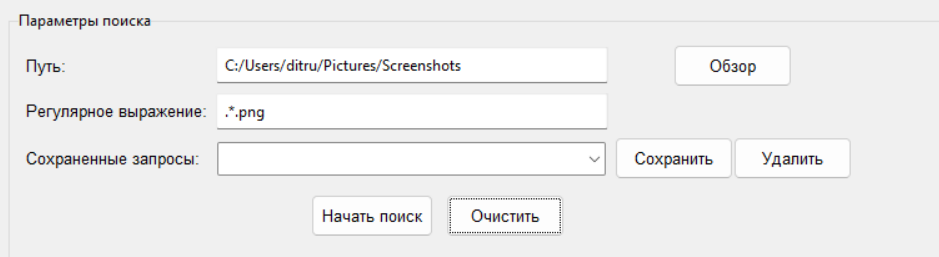 Параметры поиска
Путь: C:/Users/ditru/Pictures/Screenshots Обзор
Регулярное выражение: .*.png
Сохраненные запросы: Сохранить Удалить
Начать поиск Очистить